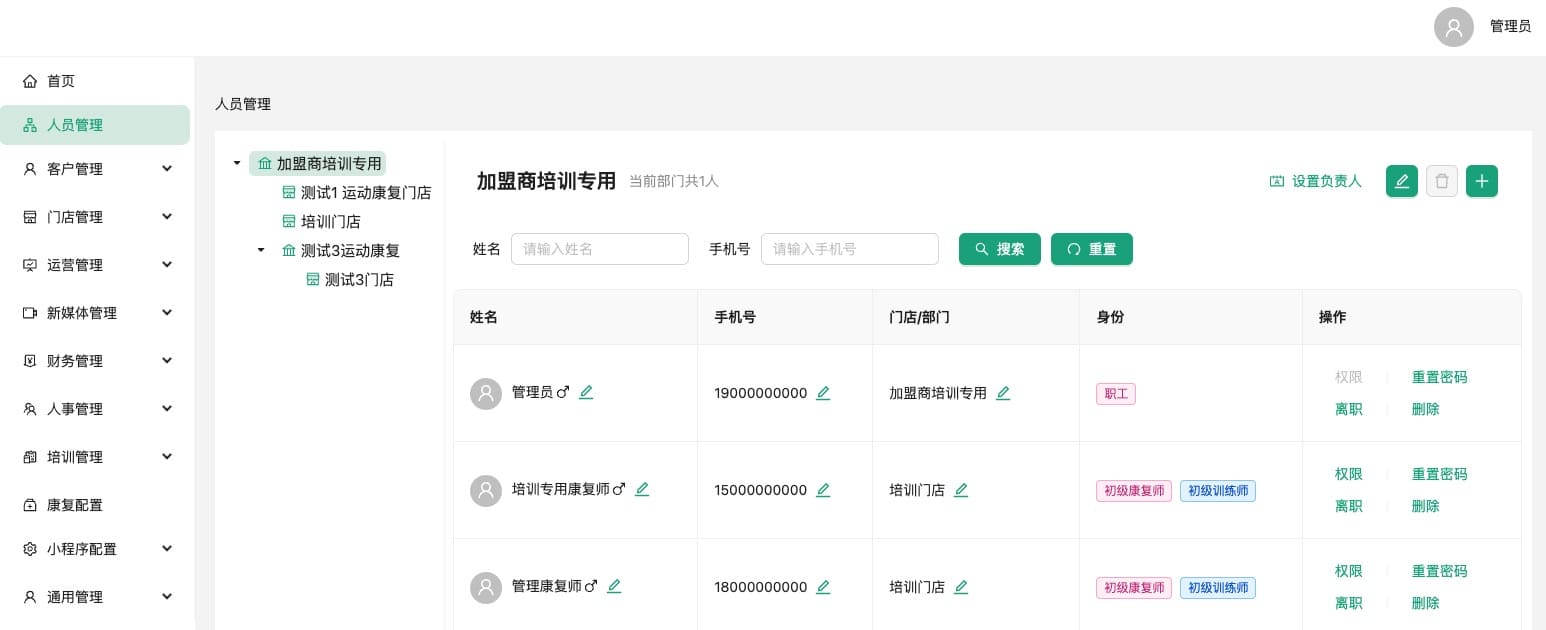 管理员
首页
人员管理
客户管理
门店管理
运营管理
新媒体管理
财务管理
人事管理
培训管理
康复配置
小程序配置
通用管理
人员管理
加盟商培训专用
测试1 运动康复门店
培训门店
测试3运动康复
测试3门店
加盟商培训专用 当前部门共1人 设置负责人
姓名 请输入姓名 手机号 请输入手机号 搜索 重置
姓名 手机号 门店/部门 身份 操作
管理员♂ 19000000000 加盟商培训专用 职工 权限 重置密码
离职 删除
培训专用康复师♂ 15000000000 培训门店 初级康复师 初级训练师 权限 重置密码
离职 删除
管理康复师♂ 18000000000 培训门店 初级康复师 初级训练师 权限 重置密码
离职 删除